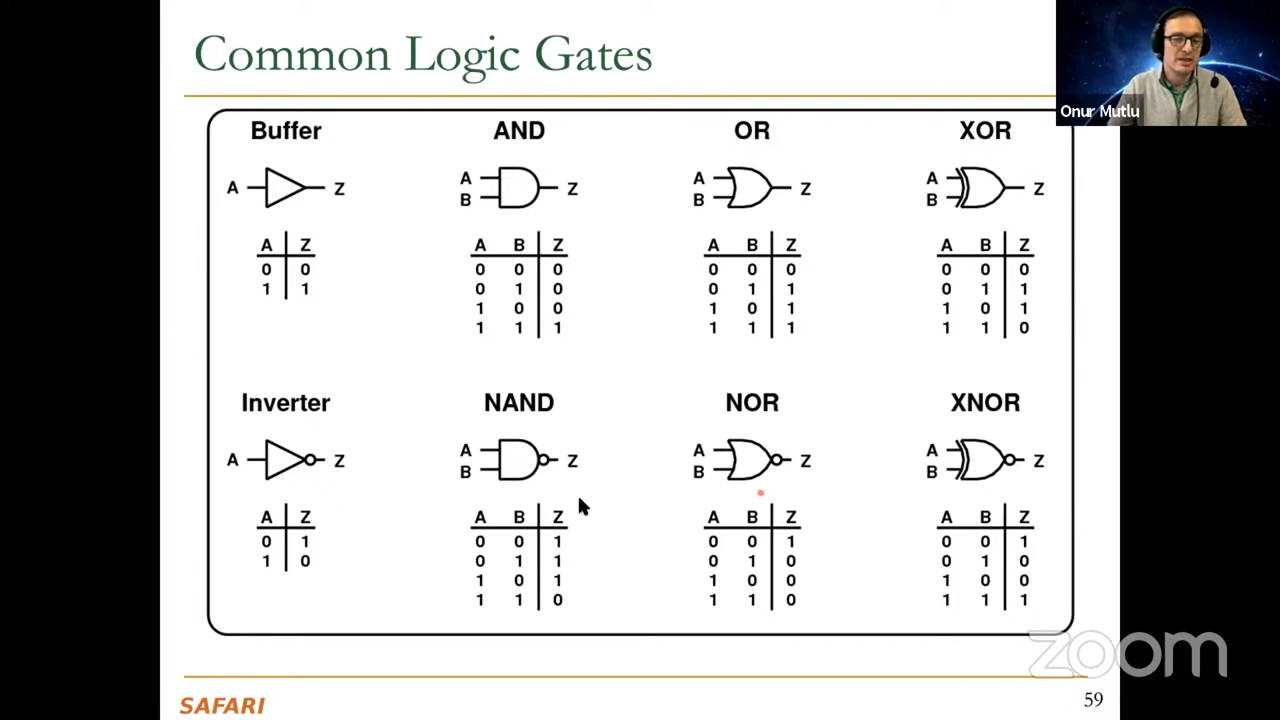 Common Logic Gates
Onur Mutlu
Buffer AND OR XOR
A Z A B Z A B Z A B Z
A Z A B Z A B Z A B Z
0 0 0 0 0 0 0 0 0 0 0
1 1 0 1 0 0 1 1 0 1 1
1 0 0 1 0 1 1 0 1
1 1 1 1 1 1 1 1 0
Inverter NAND NOR XNOR
A Z A B Z A B Z A B Z
A Z A B Z A B Z A B Z
0 1 0 0 1 0 0 1 0 0 1
1 0 0 1 1 0 1 0 0 1 0
1 0 1 1 0 0 1 0 0
1 1 0 1 1 0 1 1 1
zoom
SAFARI
59